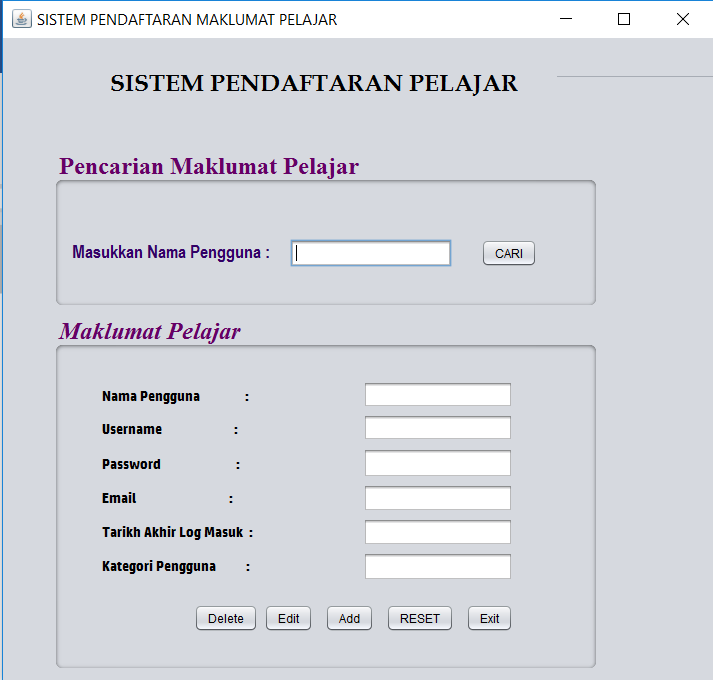 SISTEM PENDAFTARAN MAKLUMAT PELAJAR
SISTEM PENDAFTARAN PELAJAR
Pencarian Maklumat Pelajar
Masukkan Nama Pengguna : CARI
Maklumat Pelajar
Nama Pengguna :
Username :
Password :
Email :
Tarikh Akhir Log Masuk :
Kategori Pengguna :
Delete Edit Add RESET Exit